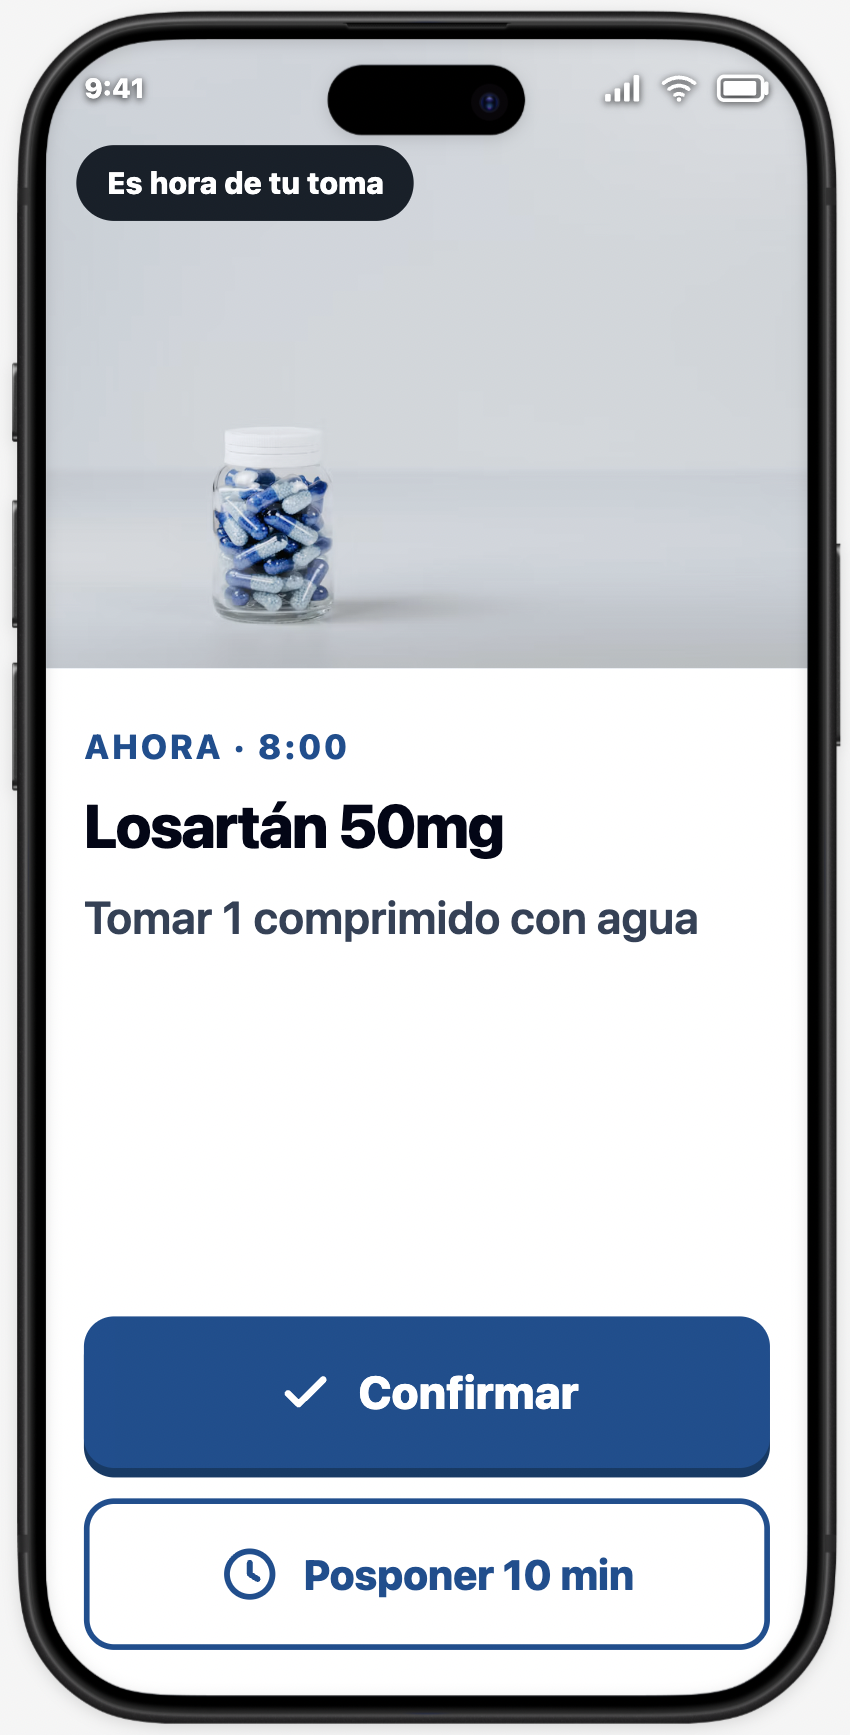 9:41
Es hora de tu toma
AHORA · 8:00
Losartán 50mg
Tomar 1 comprimido con agua
Confirmar
Posponer 10 min